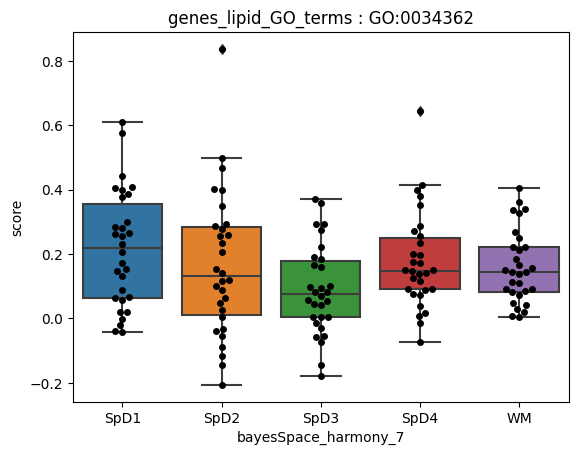 genes_lipid_GO_terms : GO:0034362
0.8
0.6
0.4
0.2
0.0
−0.2
score
SpD1 SpD2 SpD3 SpD4 WM
bayesSpace_harmony_7